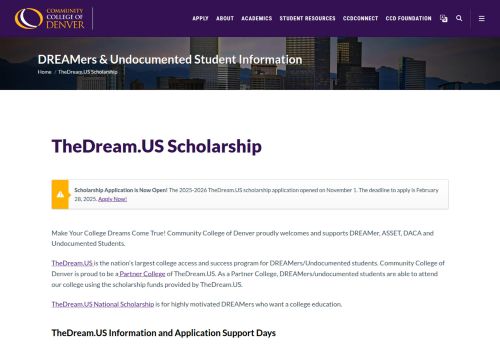 COMMUNITY
COLLEGE OF
DENVER
APPLY ABOUT ACADEMICS STUDENT RESOURCES CCDCONNECT CCD FOUNDATION
DREAMers & Undocumented Student Information
Home / TheDream.US Scholarship
TheDream.US Scholarship
Scholarship Application is Now Open! The 2025-2026 TheDream.US scholarship application opened on November 1. The deadline to apply is February
28, 2025. Apply Now!
Make Your College Dreams Come True! Community College of Denver proudly welcomes and supports DREAMer, ASSET, DACA and
Undocumented Students.
TheDream.US is the nation's largest college access and success program for DREAMers/Undocumented students. Community College of
Denver is proud to be a Partner College of TheDream.US. As a Partner College, DREAMers/undocumented students are able to attend
our college using the scholarship funds provided by TheDream.US.
TheDream.US National Scholarship is for highly motivated DREAMers who want a college education.
TheDream.US Information and Application Support Days